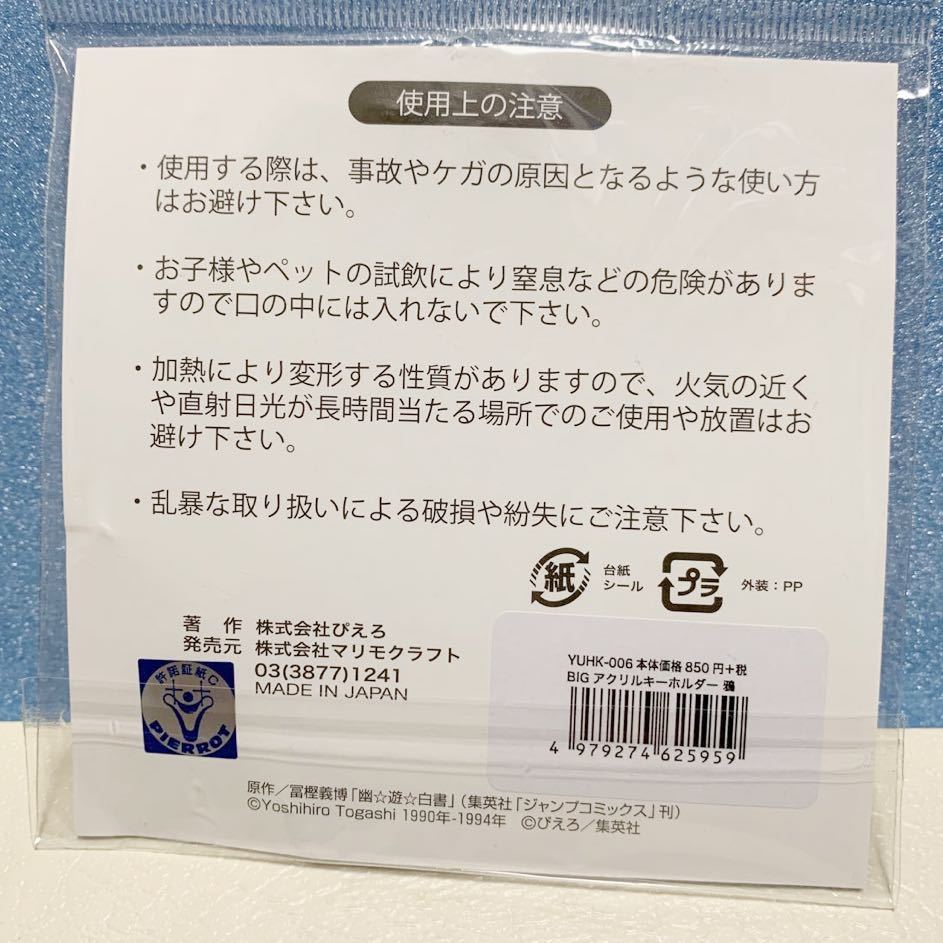 使用上の注意
・使用する際は、事故やケガの原因となるような使い方
はお避け下さい。
・お子様やペットの試飲により窒息などの危険がありま
すので口の中には入れないで下さい。
・加熱により変形する性質がありますので、火気の近く
や直射日光が長時間当たる場所でのご使用や放置はお
避け下さい。
・乱暴な取り扱いによる破損や紛失にご注意下さい。
紙
台紙
シール
プラ
外装：PP
著 作 株式会社ぴえろ
発売元 株式会社マリモクラフト
03(3877)1241
MADE IN JAPAN
許諾証紙C
PIERROT
YUHK-006 本体価格 850 円+税
BIG アクリルキーホルダー 鴉
4 979274 625959
原作／冨樫義博「幽☆遊☆白書」（集英社「ジャンプコミックス」刊）
©Yoshihiro Togashi 1990年-1994年 ©ぴえろ／集英社